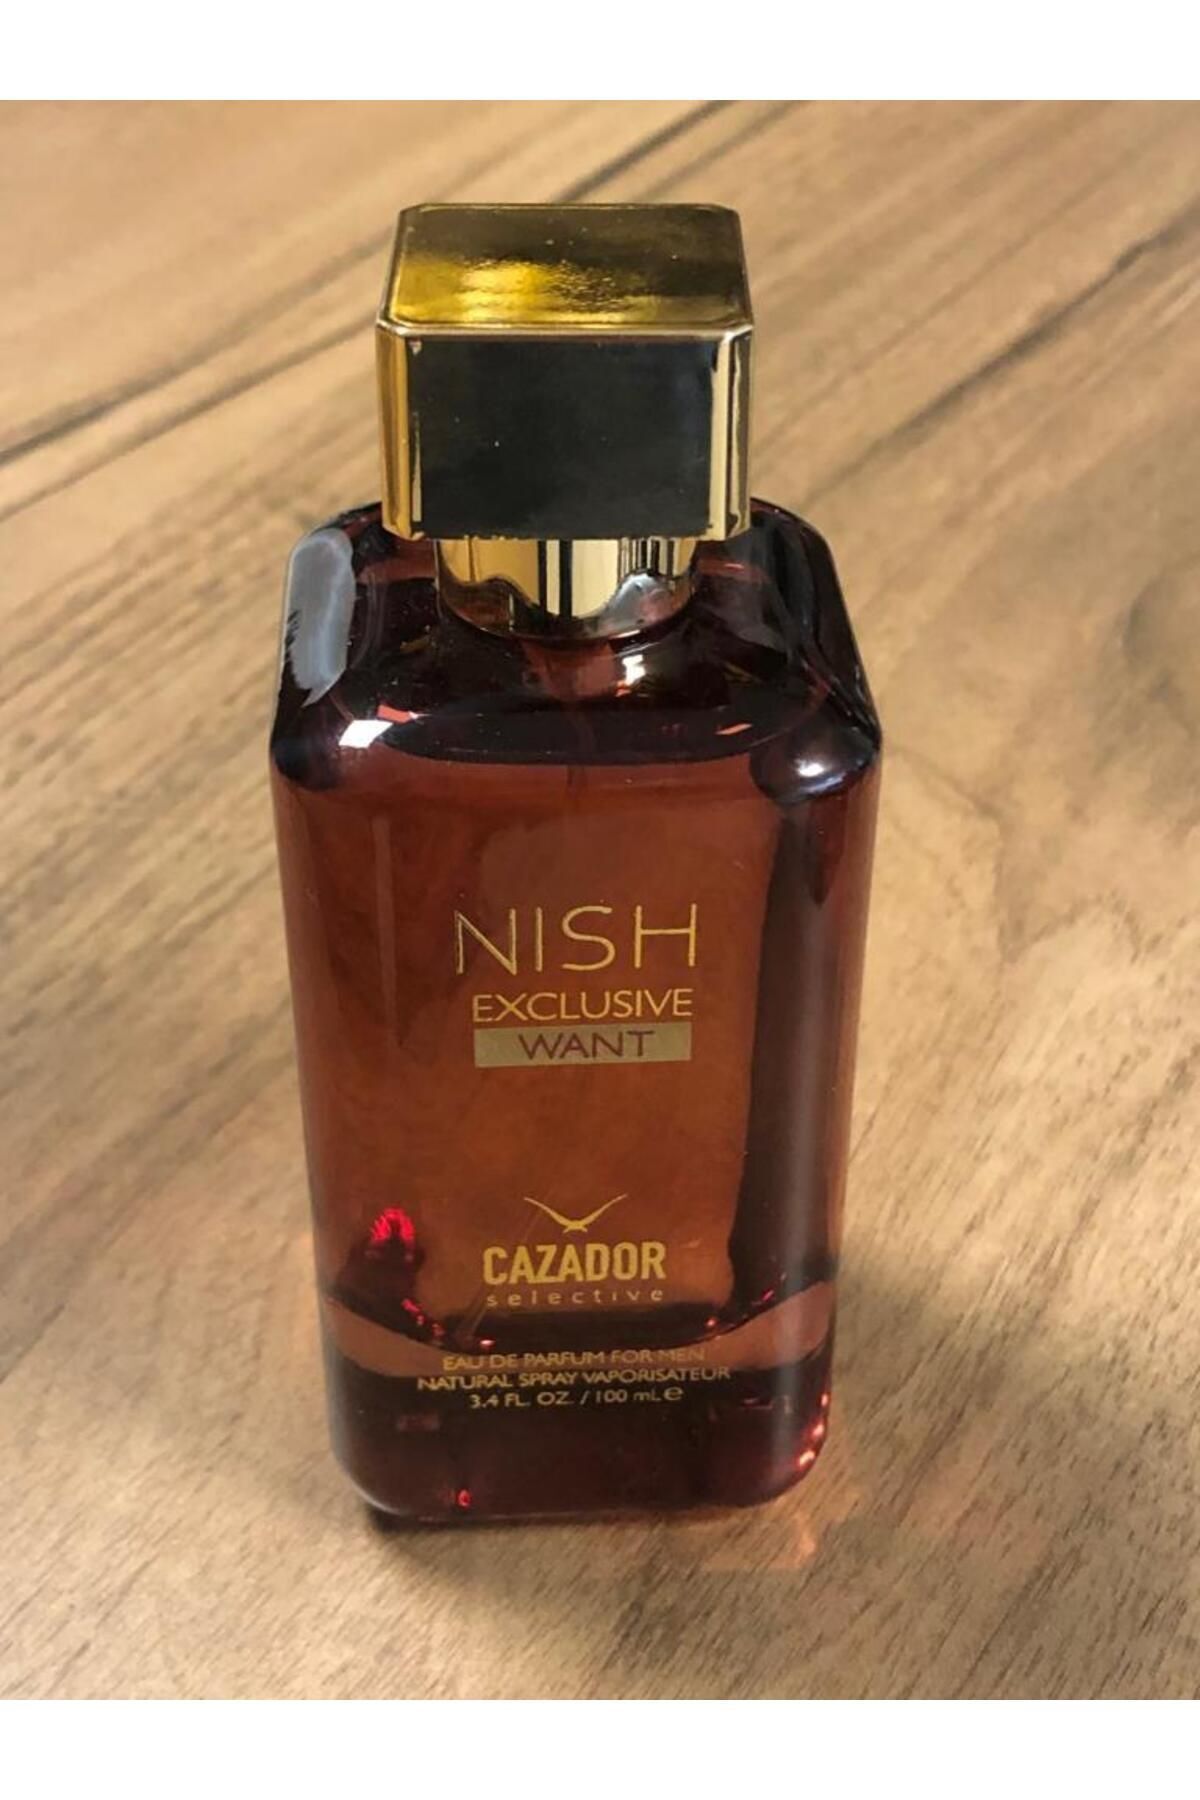 NISH
EXCLUSIVE
WANT
CAZADOR
selective
EAU DE PARFUM FOR MEN
NATURAL SPRAY VAPORISATEUR
3.4 FL. OZ. / 100 mL ℮